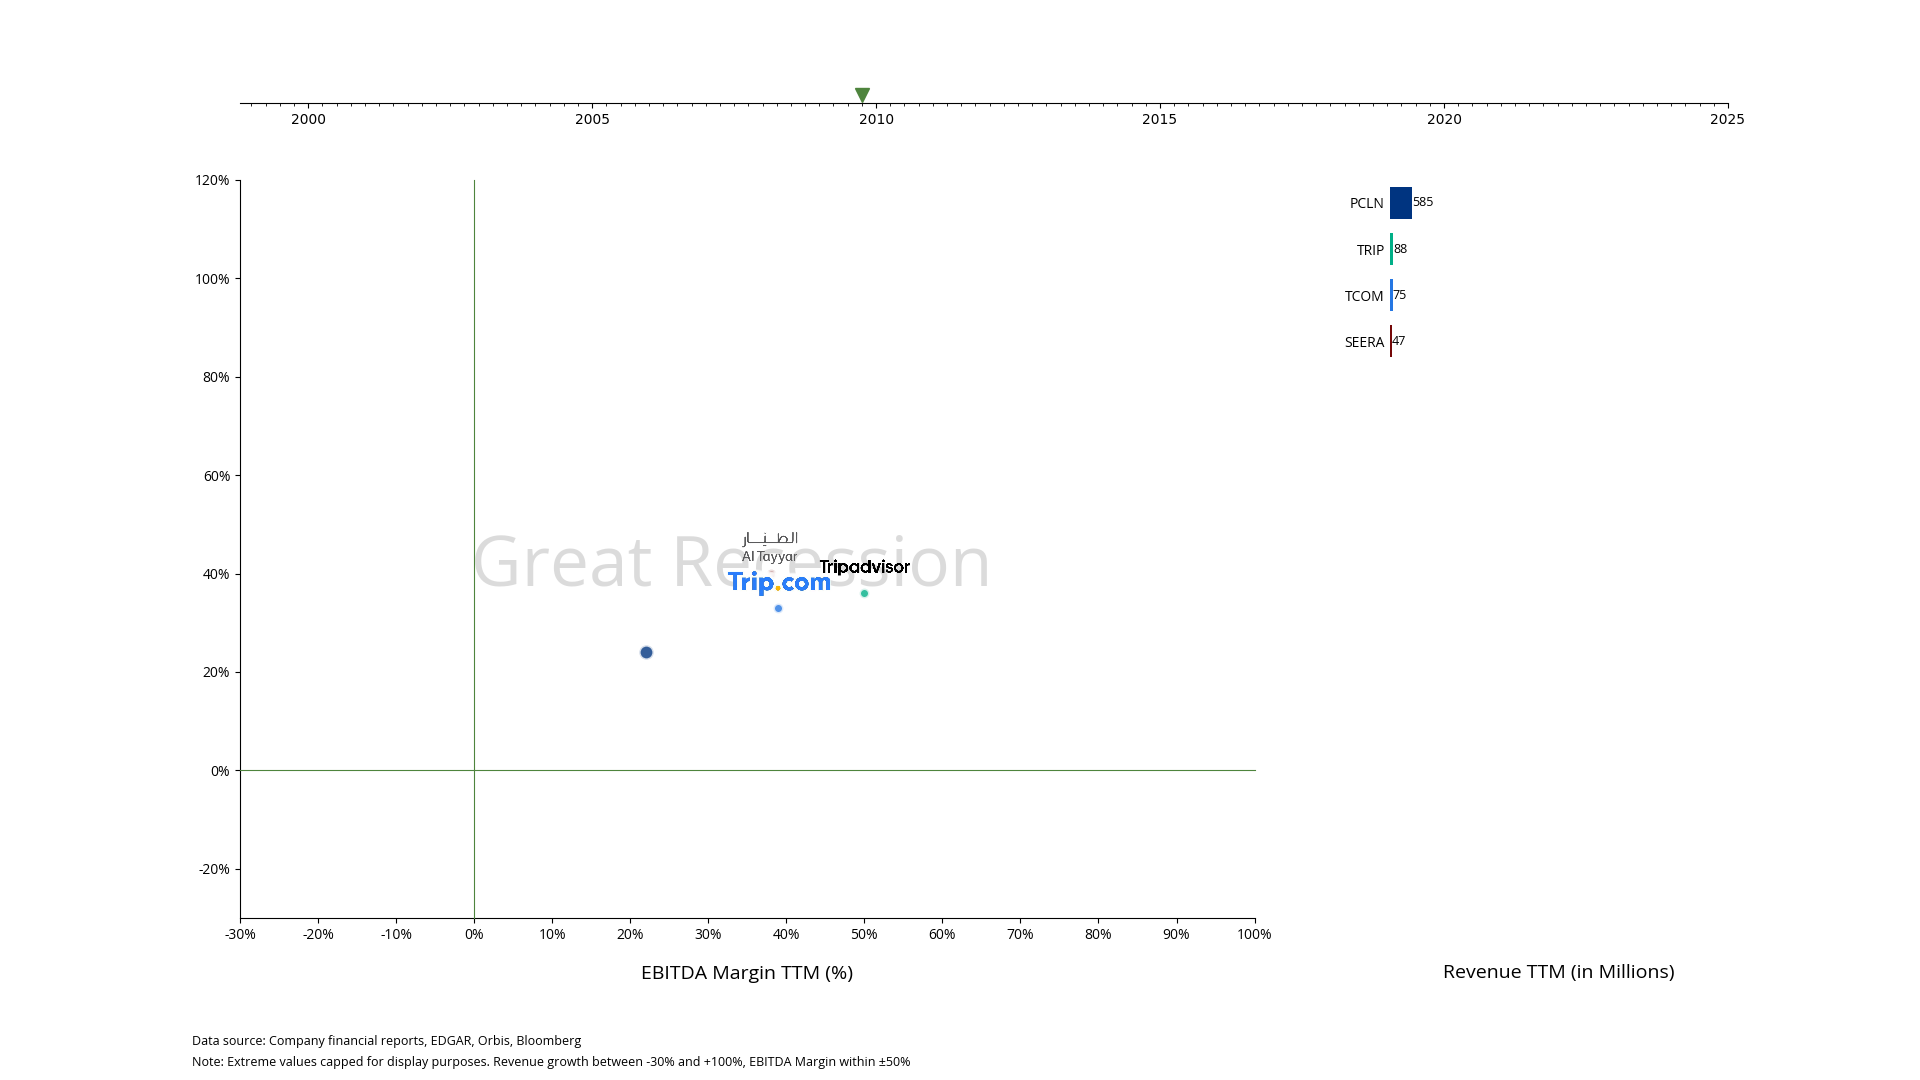 2000 2005 2010 2015 2020 2025
120%
100%
80%
60%
40%
20%
0%
-20%
-30% -20% -10% 0% 10% 20% 30% 40% 50% 60% 70% 80% 90% 100%
Great Recession
الطيار
Al Tayyar
Tripadvisor
Trip.com
EBITDA Margin TTM (%)
PCLN 585
TRIP 88
TCOM 75
SEERA 47
Revenue TTM (in Millions)
Data source: Company financial reports, EDGAR, Orbis, Bloomberg
Note: Extreme values capped for display purposes. Revenue growth between -30% and +100%, EBITDA Margin within ±50%